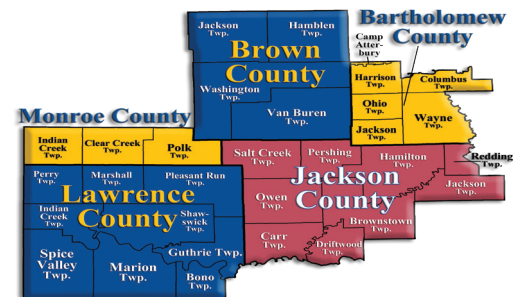 Bartholomew
County
Jackson
Twp.
Hamblen
Twp.
Brown
County
Camp
Atter-
bury
Harrison
Twp.
Columbus
Twp.
Washington
Twp.
Ohio
Twp.
Van Buren
Twp.
Wayne
Twp.
Jackson
Twp.
Monroe County
Indian
Creek
Twp.
Clear Creek
Twp.
Polk
Twp.
Salt Creek
Twp.
Pershing
Twp.
Hamilton
Twp.
Redding
Twp.
Perry
Twp.
Marshall
Twp.
Pleasant Run
Twp.
Jackson
County
Jackson
Twp.
Lawrence
County
Owen
Twp.
Indian
Creek
Twp.
Shaw-
swick
Twp.
Brownstown
Twp.
Carr
Twp.
Driftwood
Twp.
Guthrie Twp.
Spice
Valley
Twp.
Marion
Twp.
Bono
Twp.